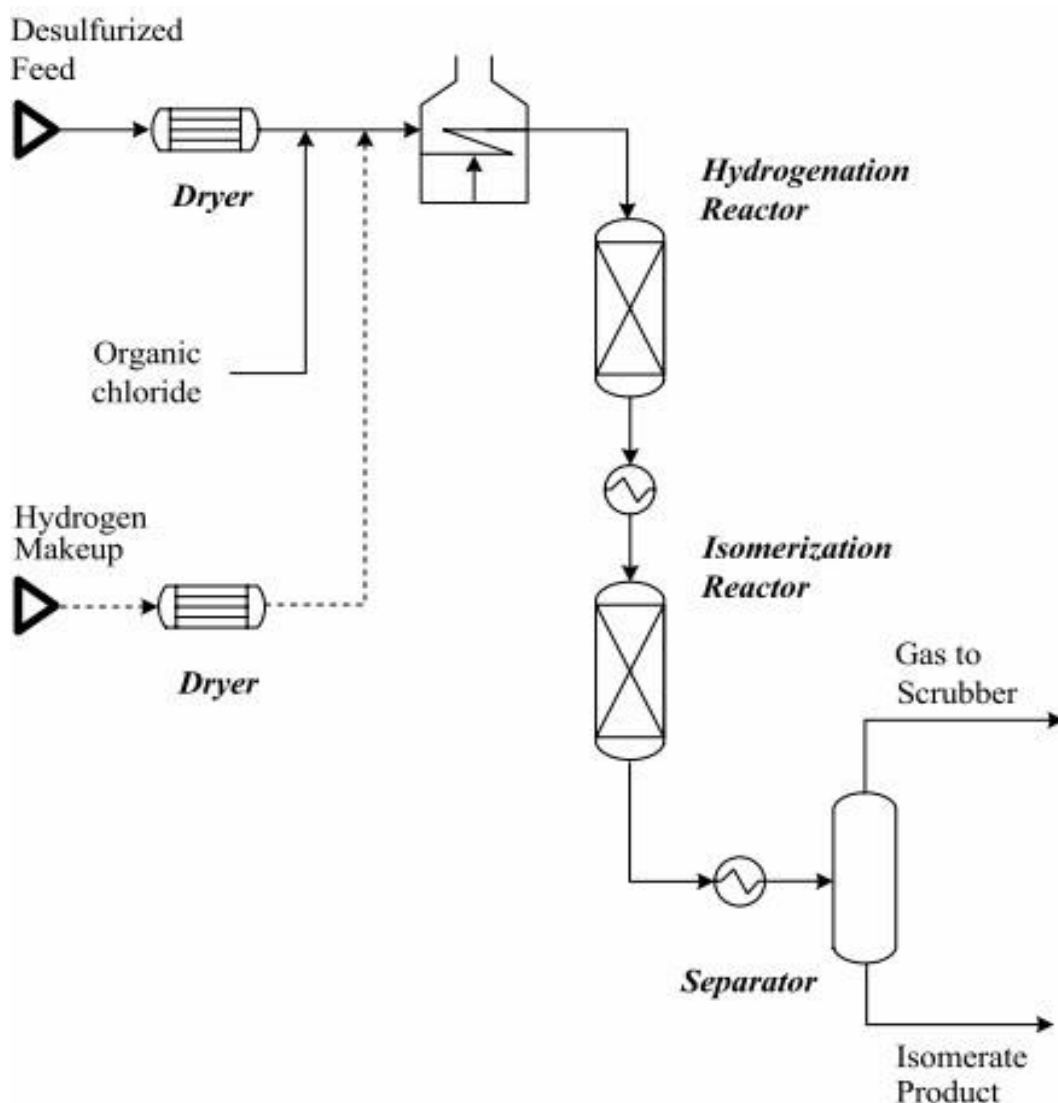 Desulfurized
Feed
Dryer
Hydrogenation
Reactor
Organic
chloride
Hydrogen
Makeup
Isomerization
Reactor
Dryer
Gas to
Scrubber
Separator
Isomerate
Product